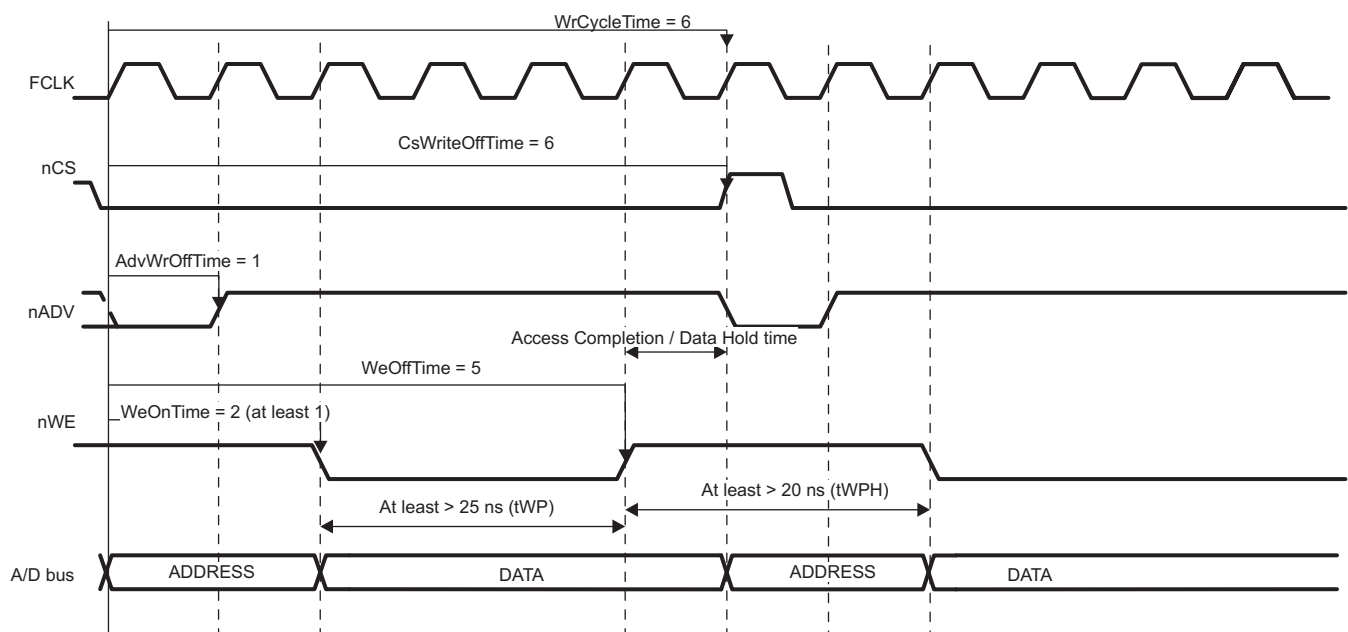 WrCycleTime = 6
FCLK
CsWriteOffTime = 6
nCS
AdvWrOffTime = 1
nADV
Access Completion / Data Hold time
WeOffTime = 5
WeOnTime = 2 (at least 1)
nWE
At least > 20 ns (tWPH)
At least > 25 ns (tWP)
A/D bus ADDRESS DATA ADDRESS DATA